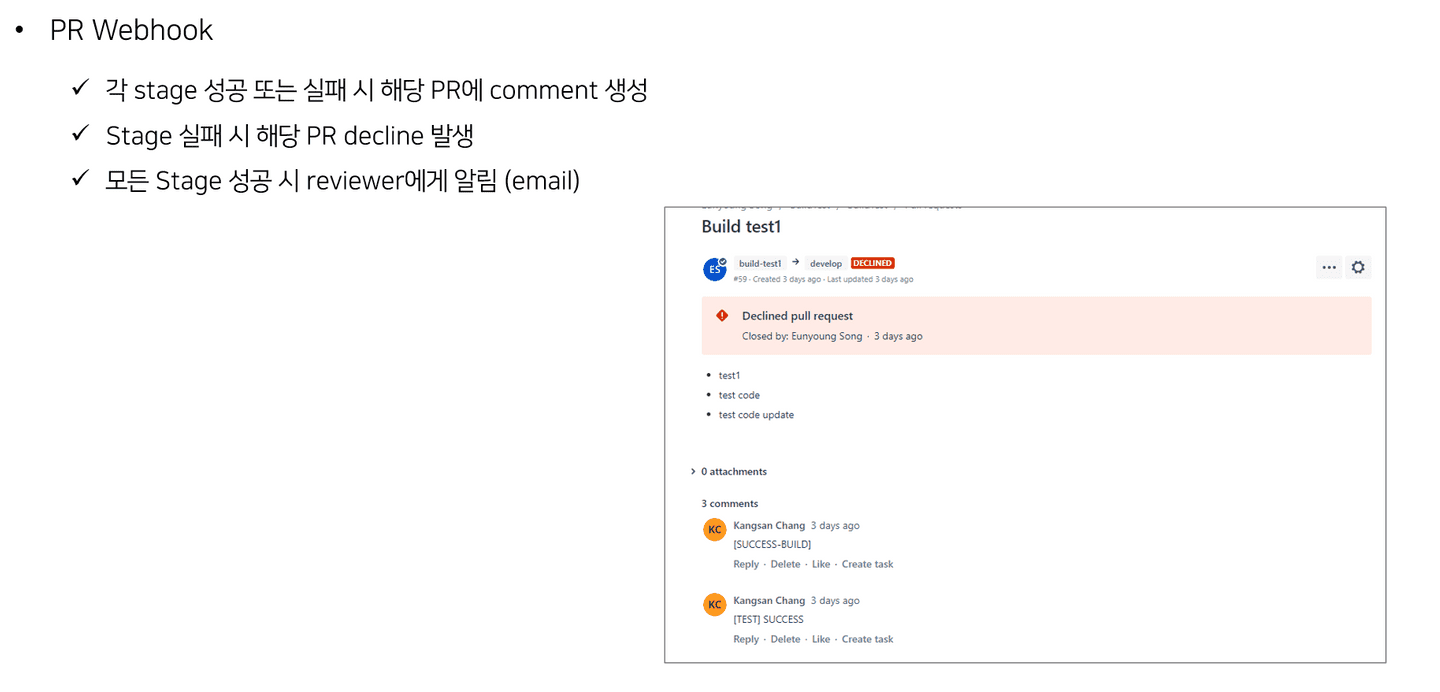 • PR Webhook
✓ 각 stage 성공 또는 실패 시 해당 PR에 comment 생성
✓ Stage 실패 시 해당 PR decline 발생
✓ 모든 Stage 성공 시 reviewer에게 알림 (email)
Build test1
ES build-test1 → develop DECLINED
#59 · Created 3 days ago · Last updated 3 days ago
Declined pull request
Closed by: Eunyoung Song · 3 days ago
• test1
• test code
• test code update
> 0 attachments
3 comments
KC Kangsan Chang 3 days ago
[SUCCESS-BUILD]
Reply · Delete · Like · Create task
KC Kangsan Chang 3 days ago
[TEST] SUCCESS
Reply · Delete · Like · Create task